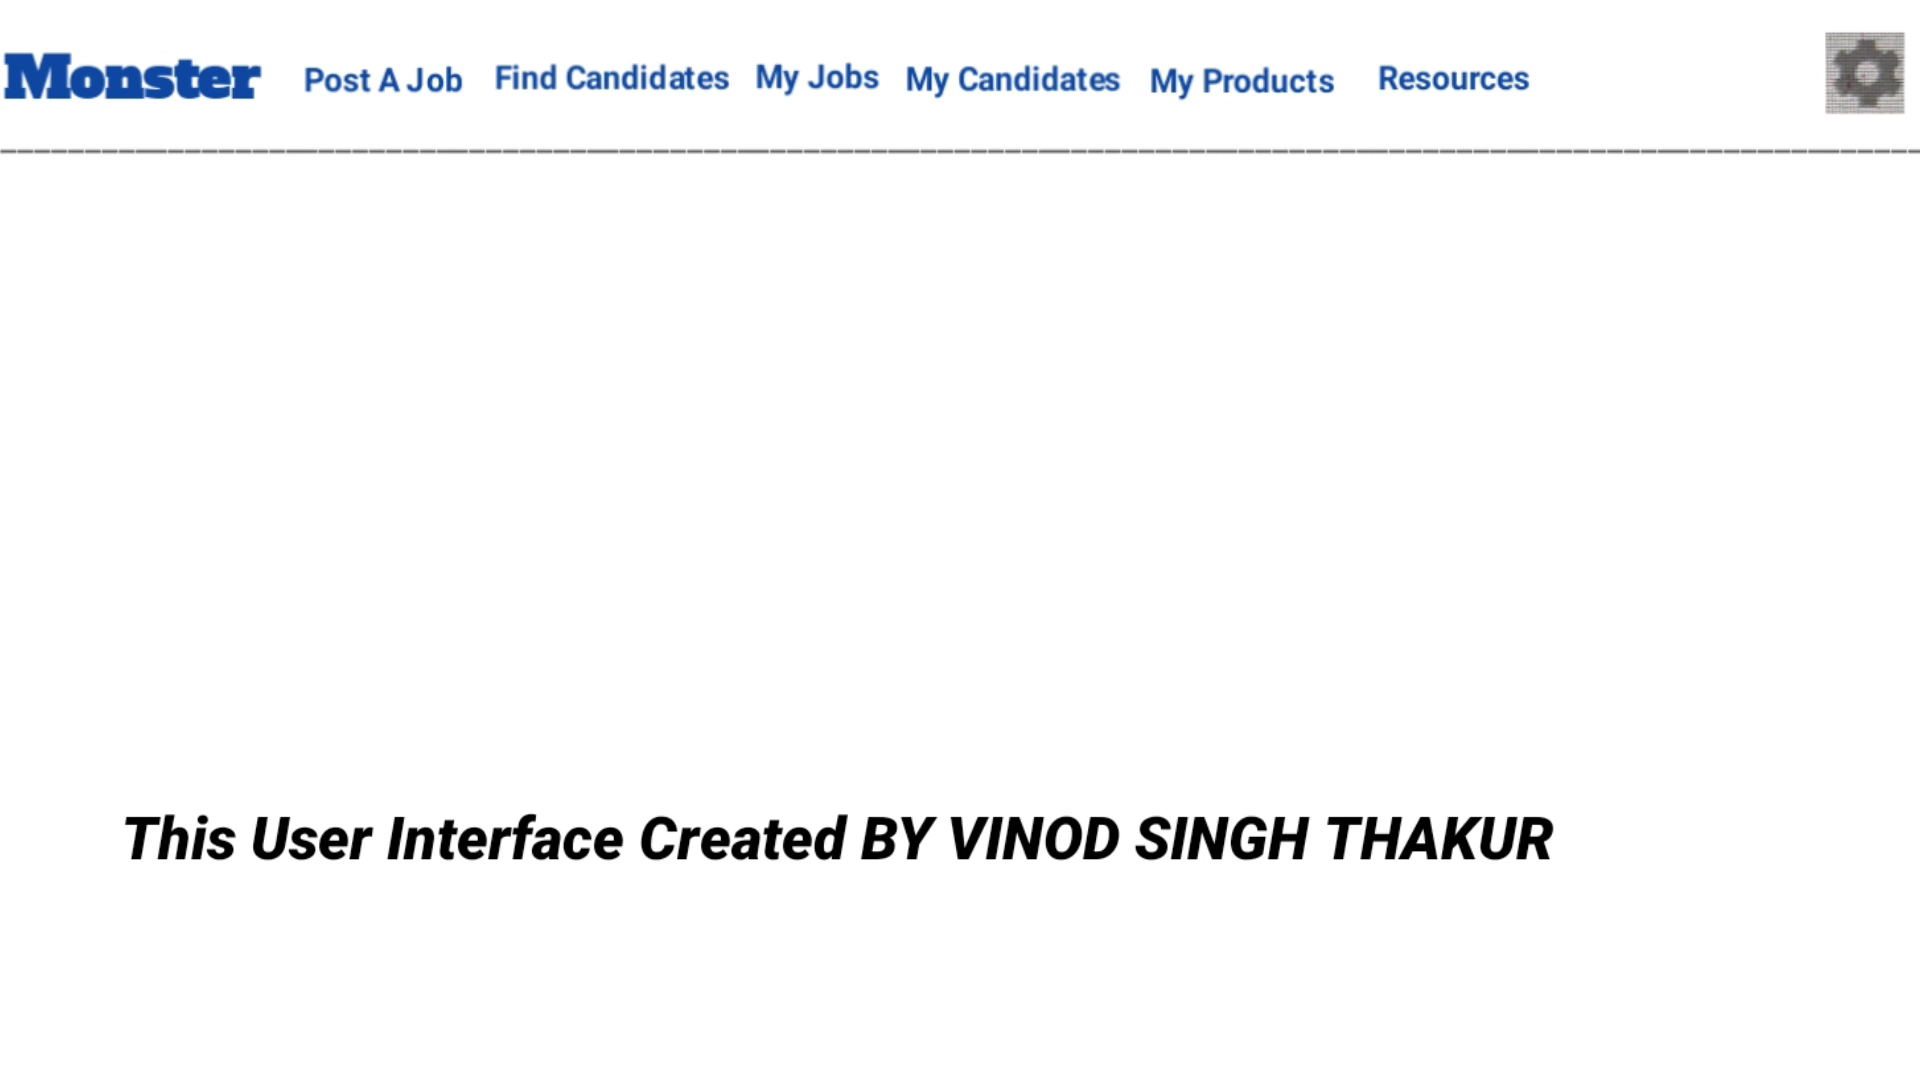 Monster Post A Job Find Candidates My Jobs My Candidates My Products Resources
This User Interface Created BY VINOD SINGH THAKUR